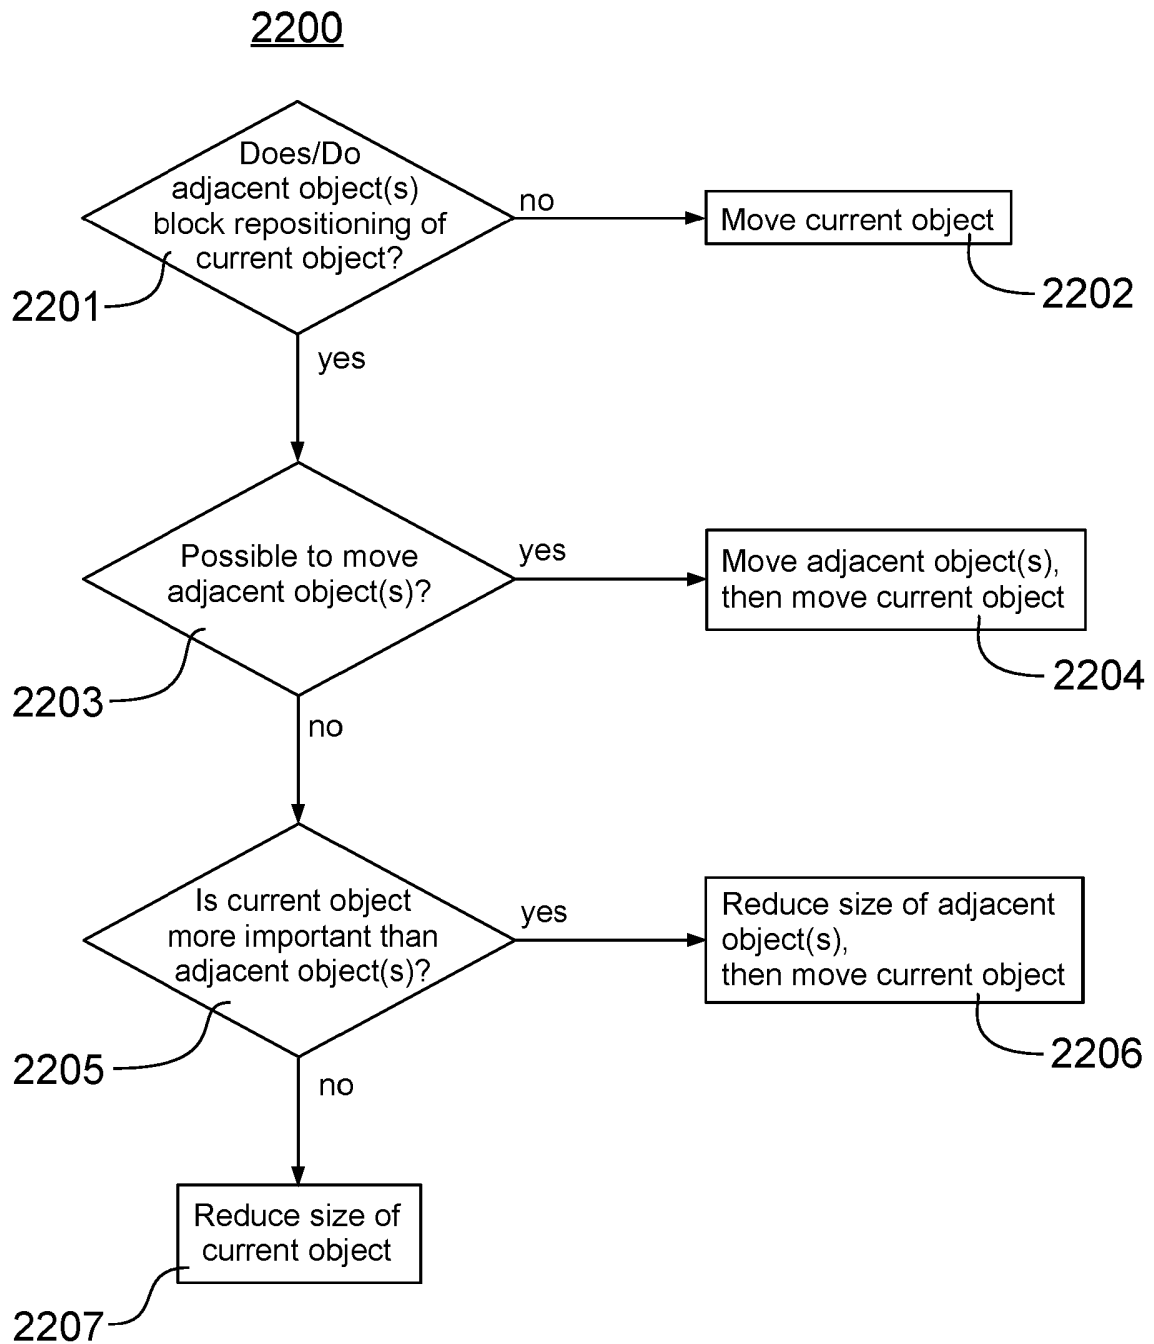 2200
Does/Do
adjacent object(s)
block repositioning of
current object?
no
Move current object
2201
2202
yes
Possible to move
adjacent object(s)?
yes
Move adjacent object(s),
then move current object
2203
2204
no
Is current object
more important than
adjacent object(s)?
yes
Reduce size of adjacent
object(s),
then move current object
2205
2206
no
Reduce size of
current object
2207